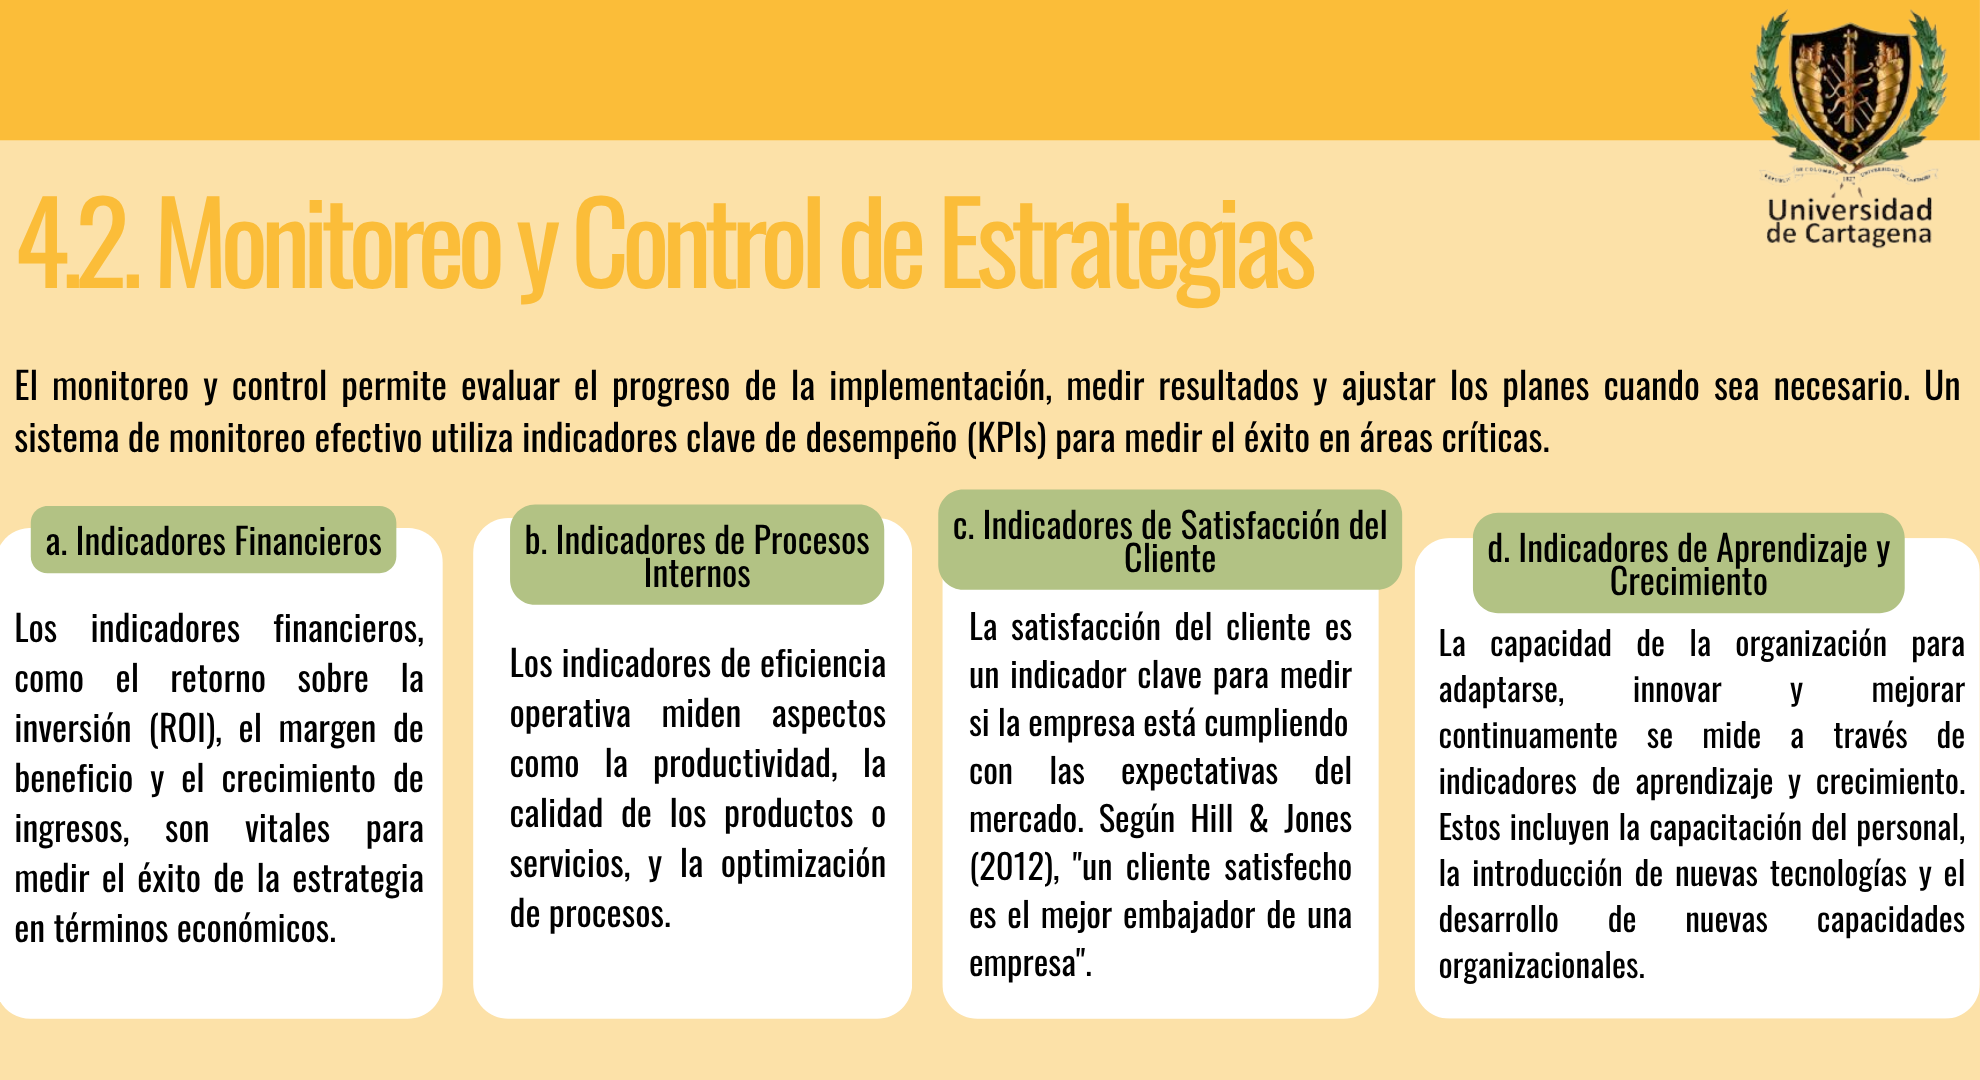 Universidad
de Cartagena
4.2. Monitoreo y Control de Estrategias
El monitoreo y control permite evaluar el progreso de la implementación, medir resultados y ajustar los planes cuando sea necesario. Un
sistema de monitoreo efectivo utiliza indicadores clave de desempeño (KPIs) para medir el éxito en áreas críticas.
a. Indicadores Financieros
Los indicadores financieros,
como el retorno sobre la
inversión (ROI), el margen de
beneficio y el crecimiento de
ingresos, son vitales para
medir el éxito de la estrategia
en términos económicos.
b. Indicadores de Procesos
Internos
Los indicadores de eficiencia
operativa miden aspectos
como la productividad, la
calidad de los productos o
servicios, y la optimización
de procesos.
c. Indicadores de Satisfacción del
Cliente
La satisfacción del cliente es
un indicador clave para medir
si la empresa está cumpliendo
con las expectativas del
mercado. Según Hill & Jones
(2012), "un cliente satisfecho
es el mejor embajador de una
empresa".
d. Indicadores de Aprendizaje y
Crecimiento
La capacidad de la organización para
adaptarse, innovar y mejorar
continuamente se mide a través de
indicadores de aprendizaje y crecimiento.
Estos incluyen la capacitación del personal,
la introducción de nuevas tecnologías y el
desarrollo de nuevas capacidades
organizacionales.